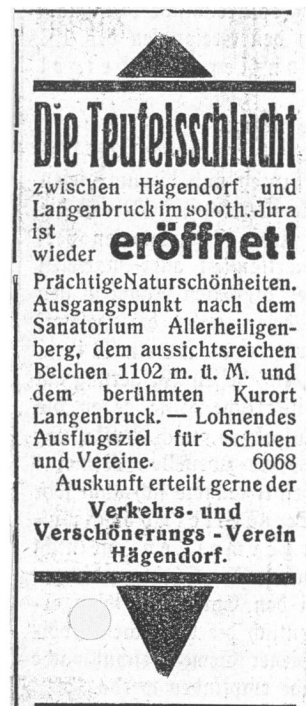 Die Teufelsschlucht
zwischen Hägendorf und
Langenbruck im soloth. Jura
ist
wieder eröffnet!
Prächtige Naturschönheiten.
Ausgangspunkt nach dem
Sanatorium Allerheiligen-
berg, dem aussichtsreichen
Belchen 1102 m. ü. M. und
dem berühmten Kurort
Langenbruck. — Lohnendes
Ausflugsziel für Schulen
und Vereine. 6068
Auskunft erteilt gerne der
Verkehrs- und
Verschönerungs-Verein
Hägendorf.